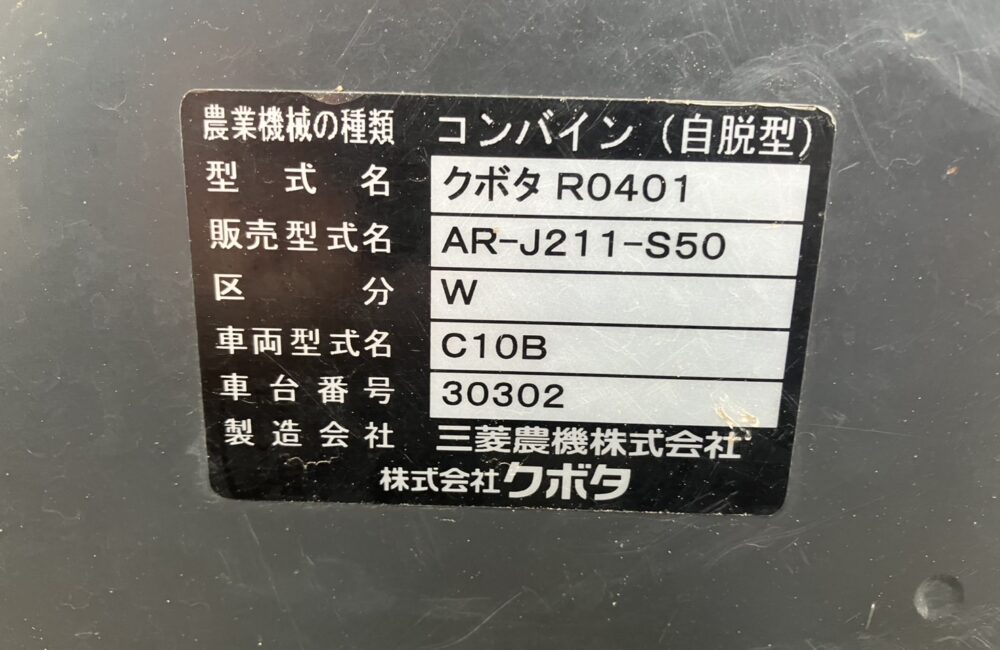 農業機械の種類 コンバイン（自脱型）
型式名 クボタ R0401
販売型式名 AR-J211-S50
区分 W
車両型式名 C10B
車台番号 30302
製造会社 三菱農機株式会社
株式会社クボタ